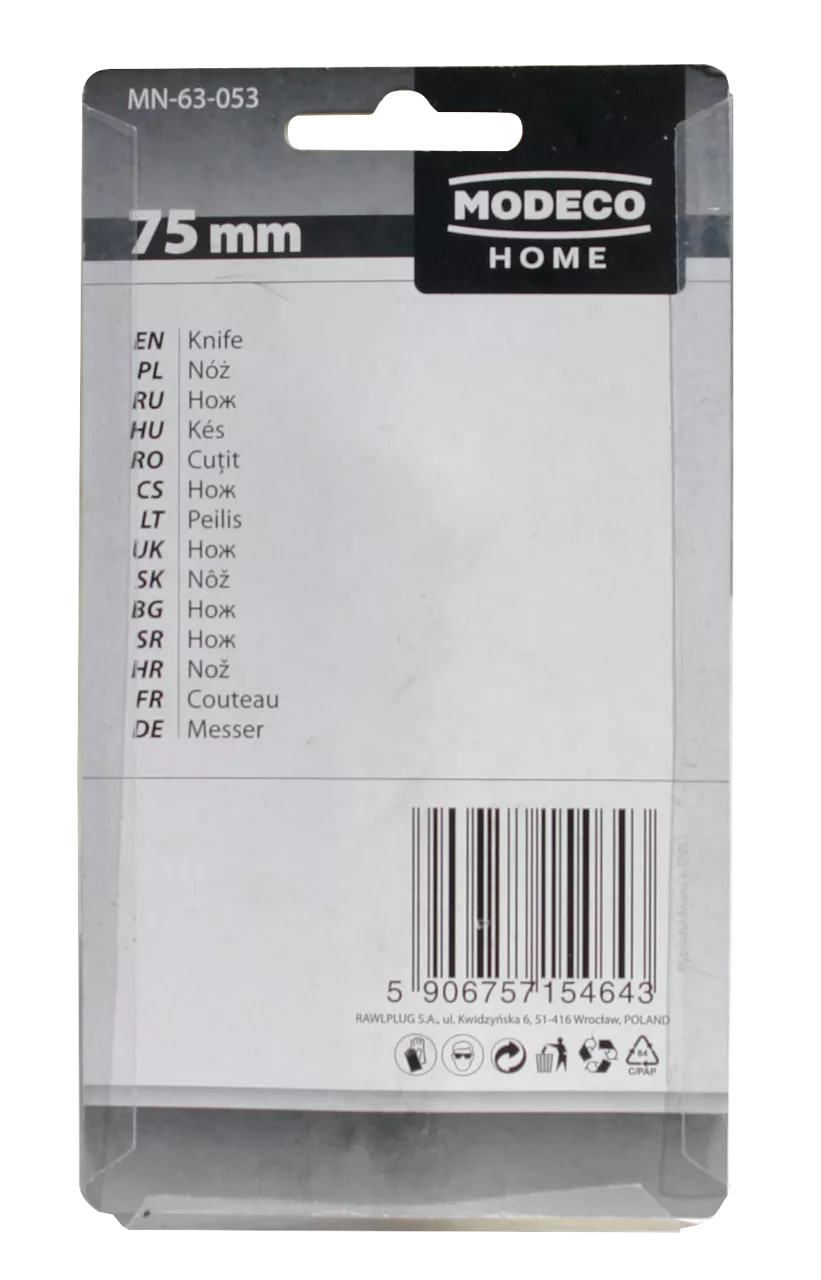 MN-63-053
MODECO
HOME
75 mm
EN Knife
PL Nóż
RU Нож
HU Kés
RO Cuțit
CS Нож
LT Peilis
UK Нож
SK Nôž
BG Нож
SR Нож
HR Nož
FR Couteau
DE Messer
5 906757 154643
RAWLPLUG S.A., ul. Kwidzyńska 6, 51-416 Wrocław, POLAND
84
C/PAP